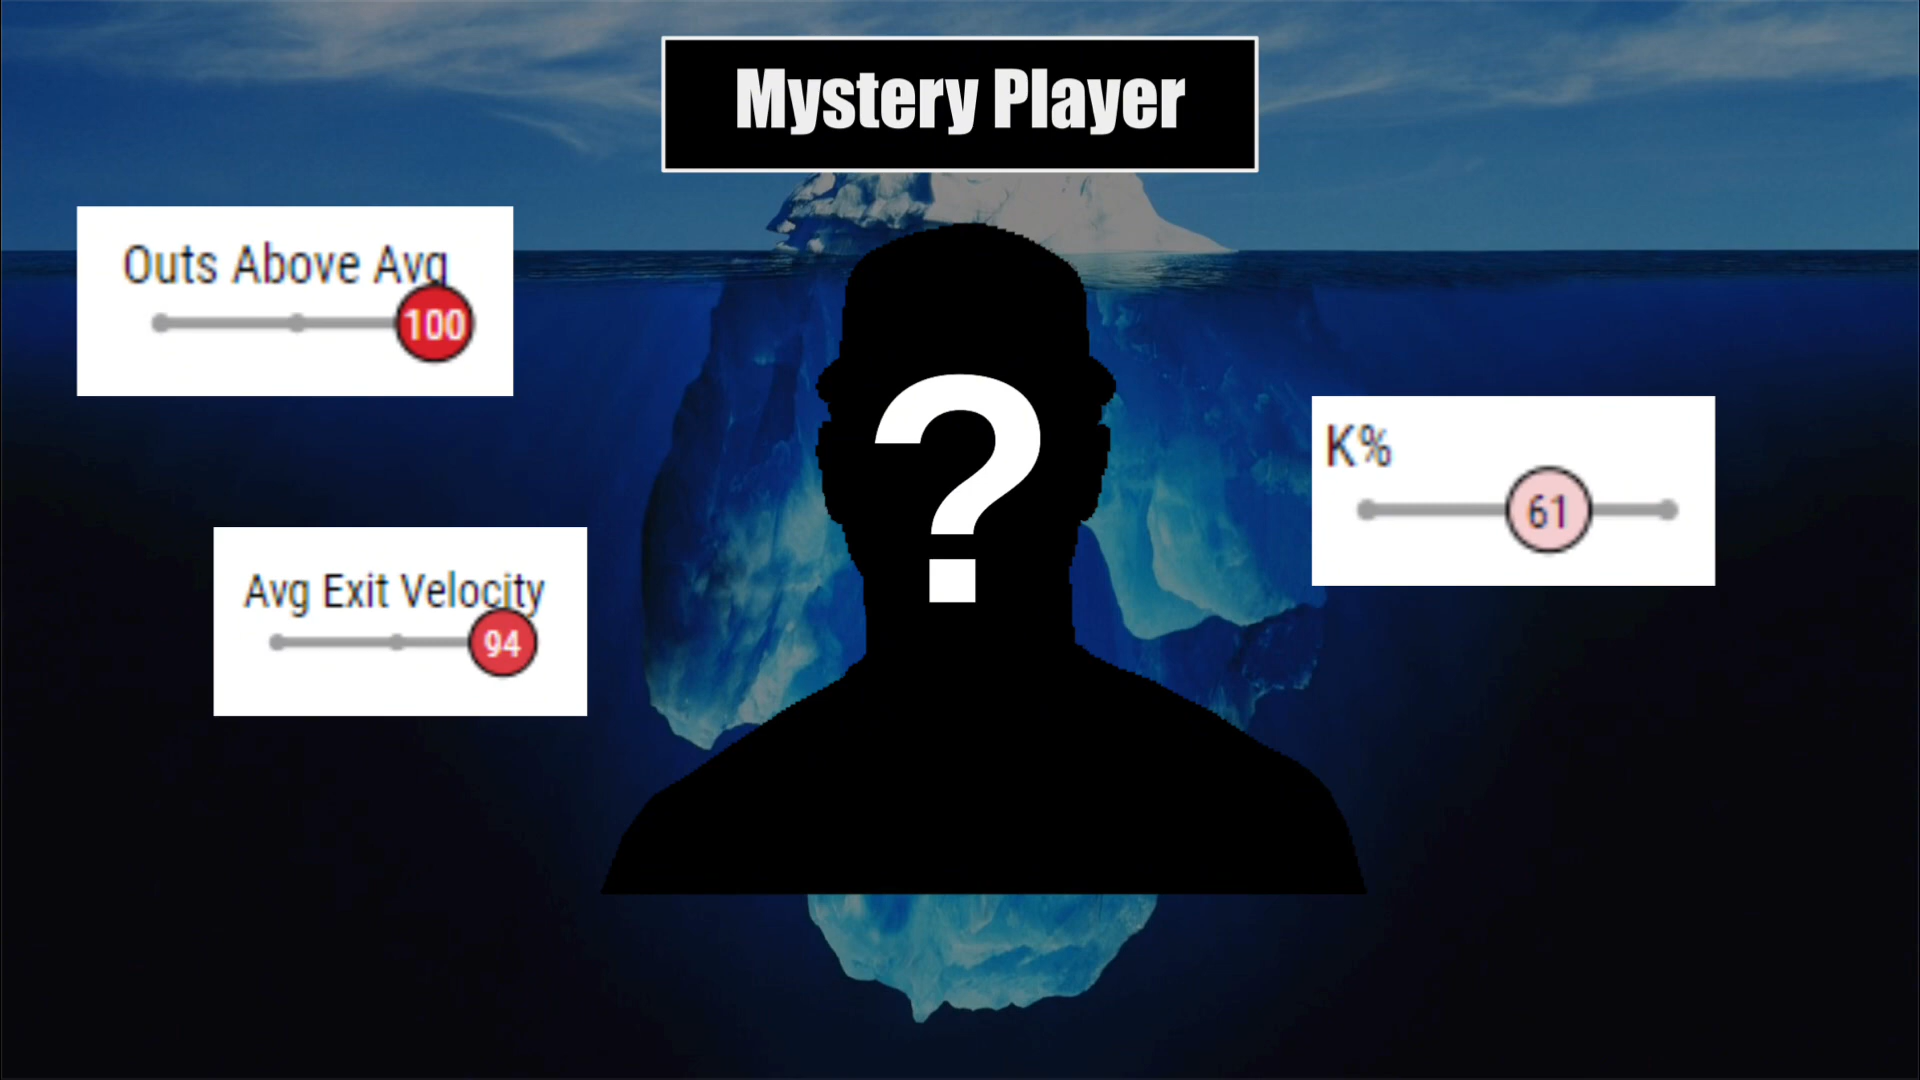 Mystery Player
Outs Above Avg
100
K%
61
?
Avg Exit Velocity
94